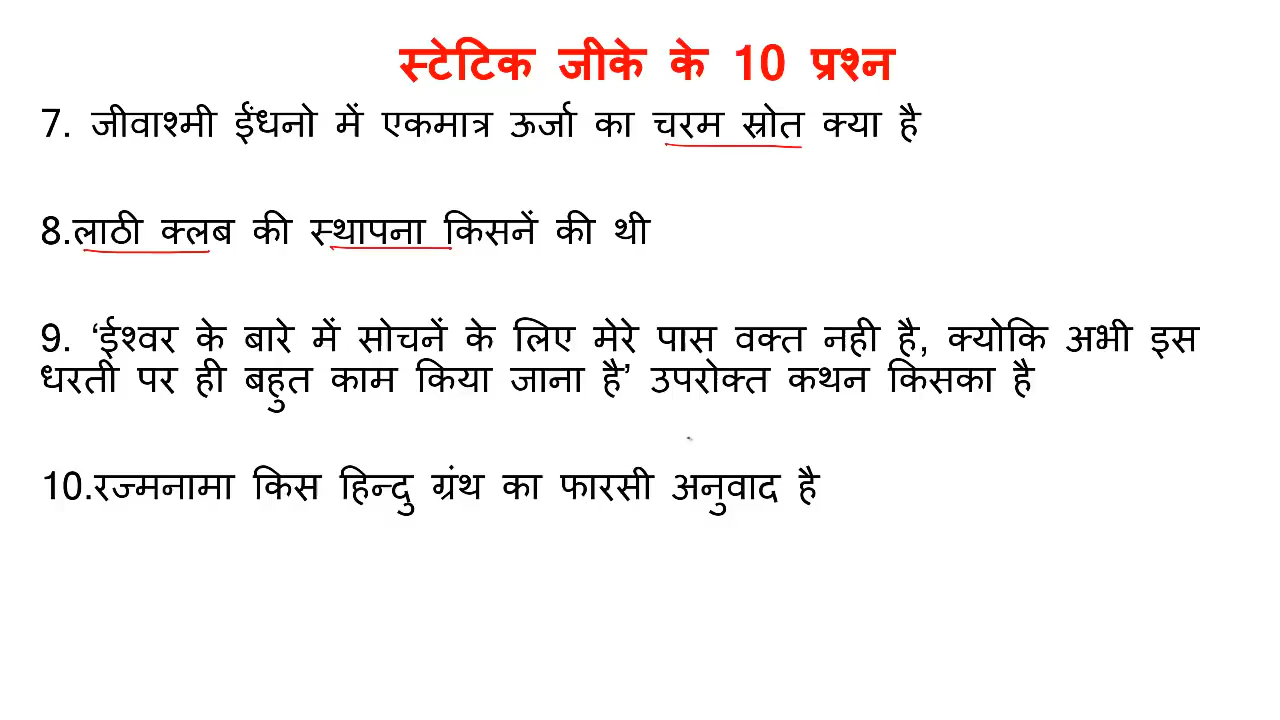 स्टेटिक जीके के 10 प्रश्न
7. जीवाश्मी ईंधनो में एकमात्र ऊर्जा का चरम स्रोत क्या है
8.लाठी क्लब की स्थापना किसनें की थी
9. ‘ईश्वर के बारे में सोचनें के लिए मेरे पास वक्त नही है, क्योकि अभी इस
धरती पर ही बहुत काम किया जाना है’ उपरोक्त कथन किसका है
10.रज्मनामा किस हिन्दु ग्रंथ का फारसी अनुवाद है